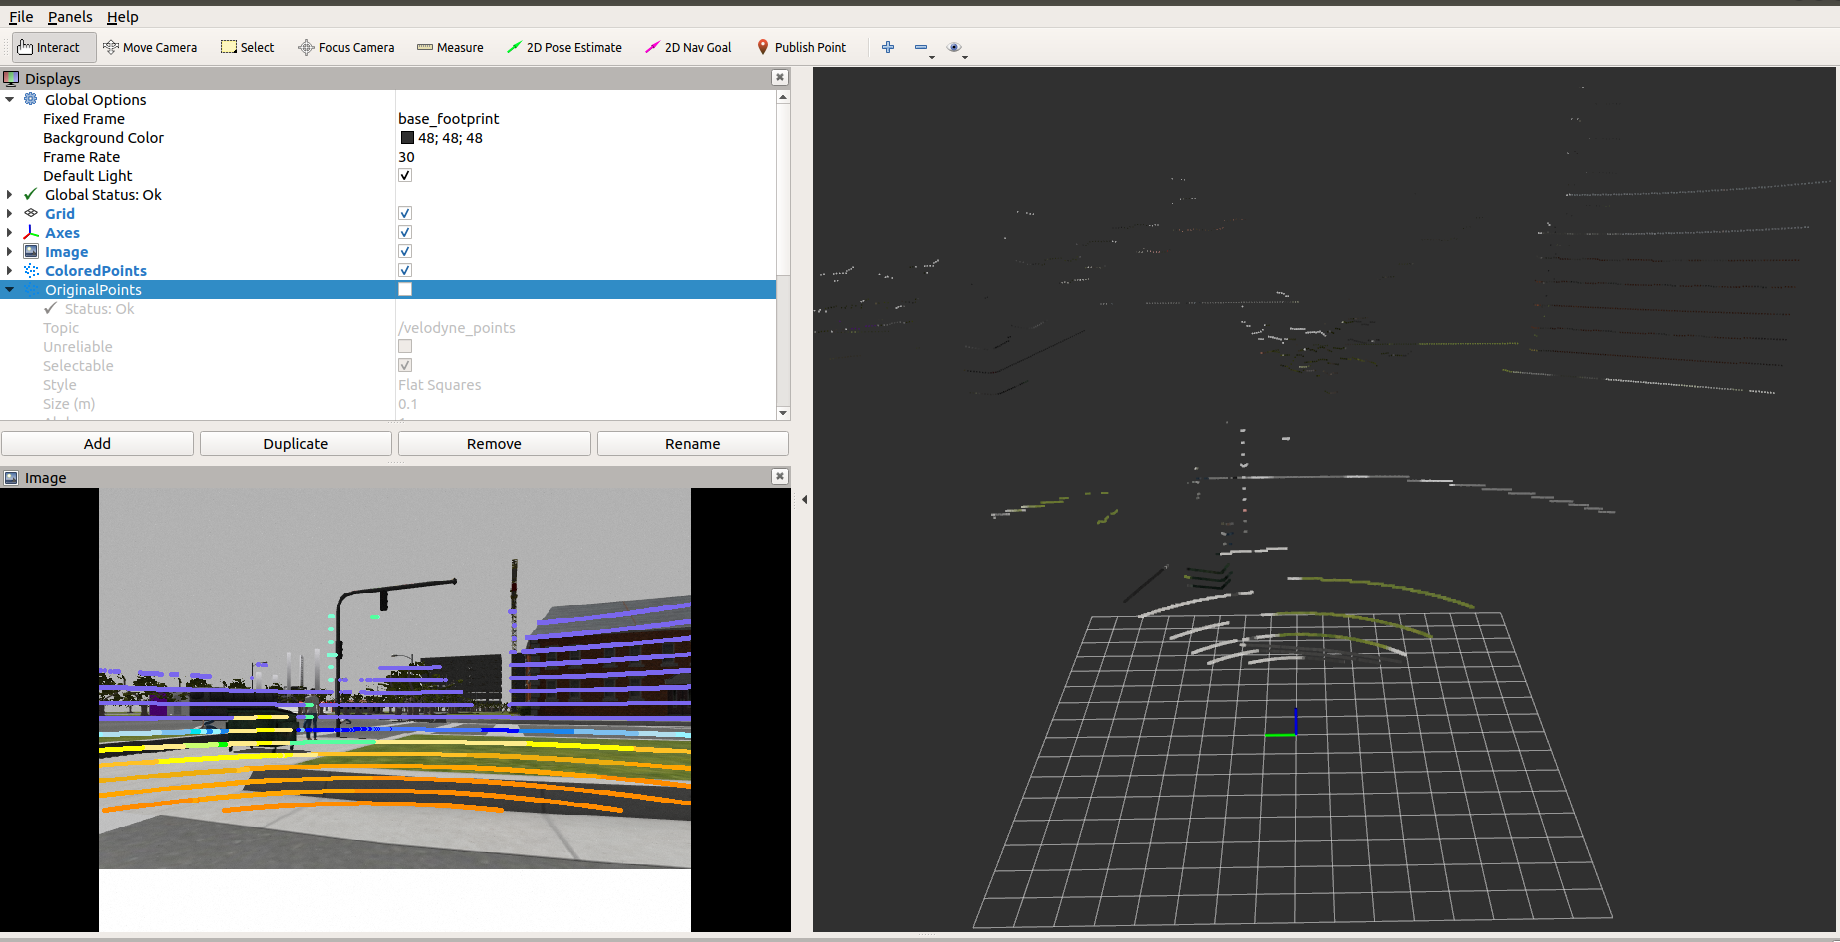 File Panels Help
Interact Move Camera Select Focus Camera Measure 2D Pose Estimate 2D Nav Goal Publish Point
Displays
Global Options
Fixed Frame base_footprint
Background Color 48; 48; 48
Frame Rate 30
Default Light
Global Status: Ok
Grid
Axes
Image
ColoredPoints
OriginalPoints
Status: Ok
Topic /velodyne_points
Unreliable
Selectable
Style Flat Squares
Size (m) 0.1
Add Duplicate Remove Rename
Image